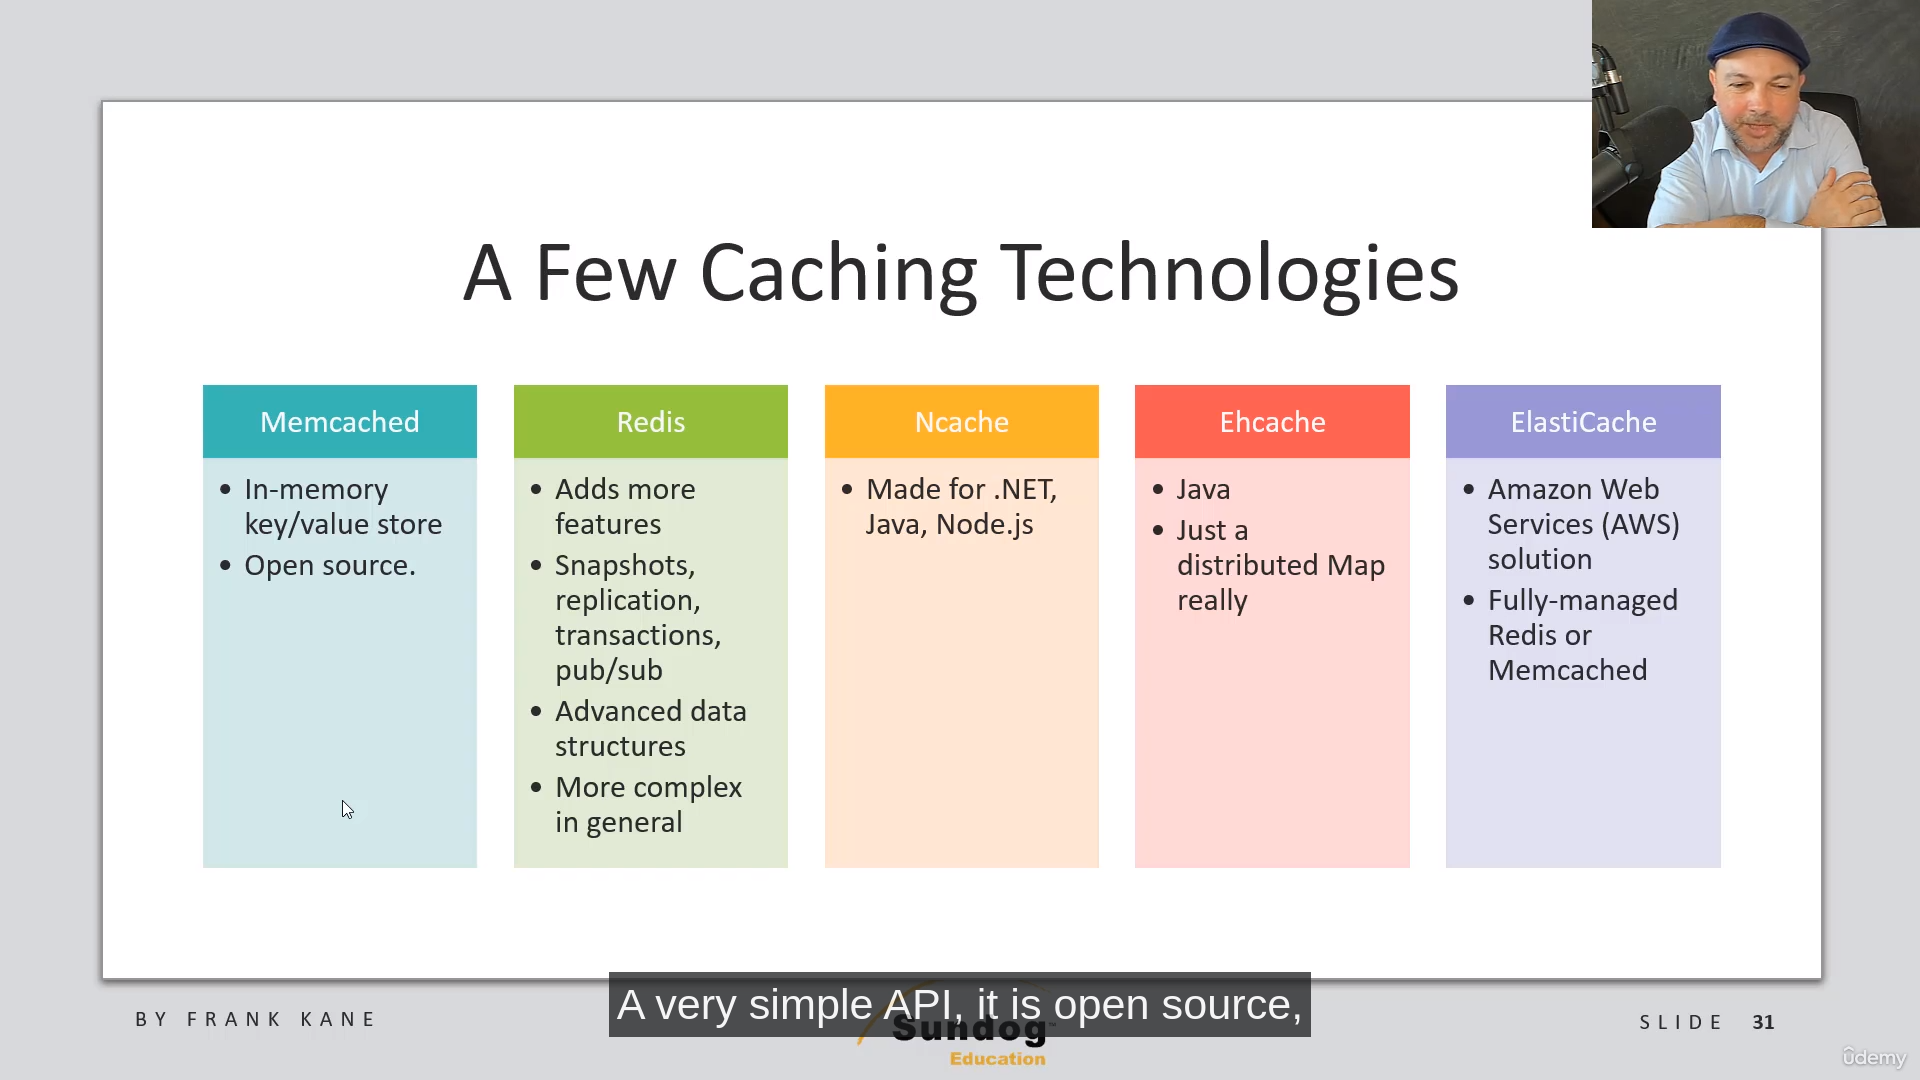 A Few Caching Technologies
Memcached
• In-memory
key/value store
• Open source.
Redis
• Adds more
features
• Snapshots,
replication,
transactions,
pub/sub
• Advanced data
structures
• More complex
in general
Ncache
• Made for .NET,
Java, Node.js
Ehcache
• Java
• Just a
distributed Map
really
ElastiCache
• Amazon Web
Services (AWS)
solution
• Fully-managed
Redis or
Memcached
A very simple API, it is open source,
BY FRANK KANE
Sundog
Education
SLIDE 31
ûdemy